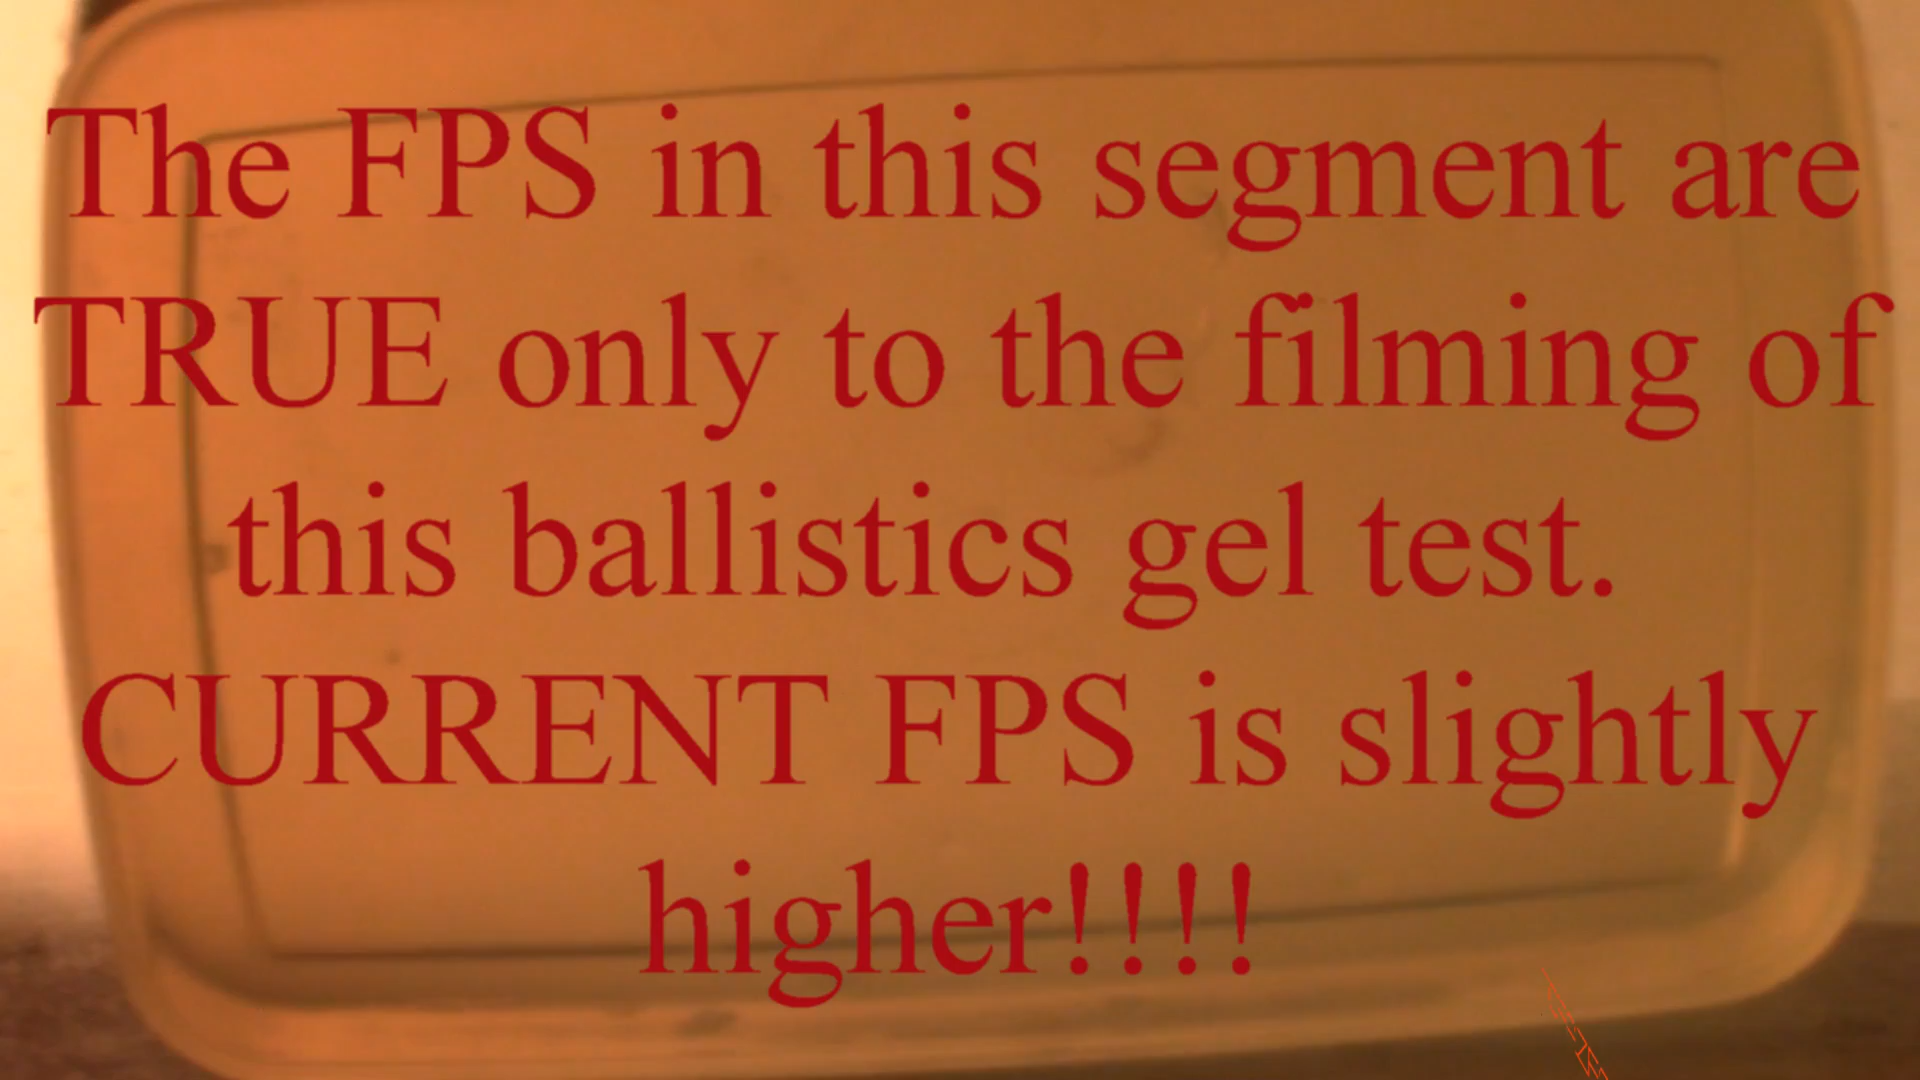 The FPS in this segment are
TRUE only to the filming of
this ballistics gel test.
CURRENT FPS is slightly
higher!!!!